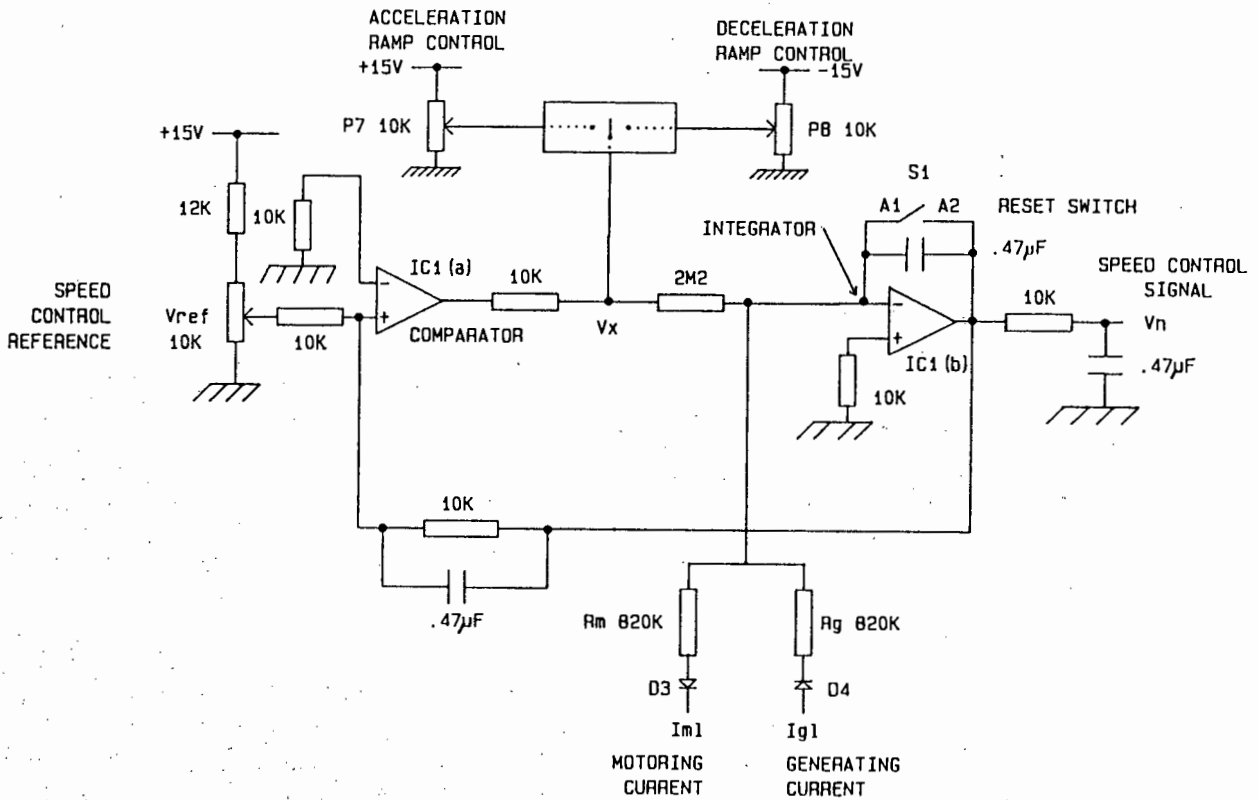 ACCELERATION
RAMP CONTROL
+15V
DECELERATION
RAMP CONTROL
-15V
P7 10K
P8 10K
+15V
12K
10K
S1
A1
A2
RESET SWITCH
INTEGRATOR
.47µF
IC1(a)
10K
2M2
SPEED CONTROL
SIGNAL
SPEED
CONTROL
REFERENCE
Vref
10K
10K
-
+
COMPARATOR
Vx
-
+
IC1(b)
10K
10K
Vn
.47µF
10K
.47µF
Rm 820K
Rg 820K
D3
D4
Iml
Igl
MOTORING
CURRENT
GENERATING
CURRENT